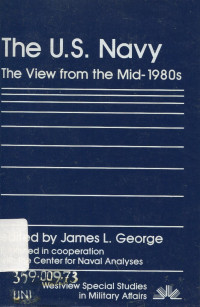 The U.S. Navy
The View from the Mid-1980s
edited by James L. George
in cooperation
Center for Naval Analyses
359.00973
UNI
Westview Special Studies
in Military Affairs